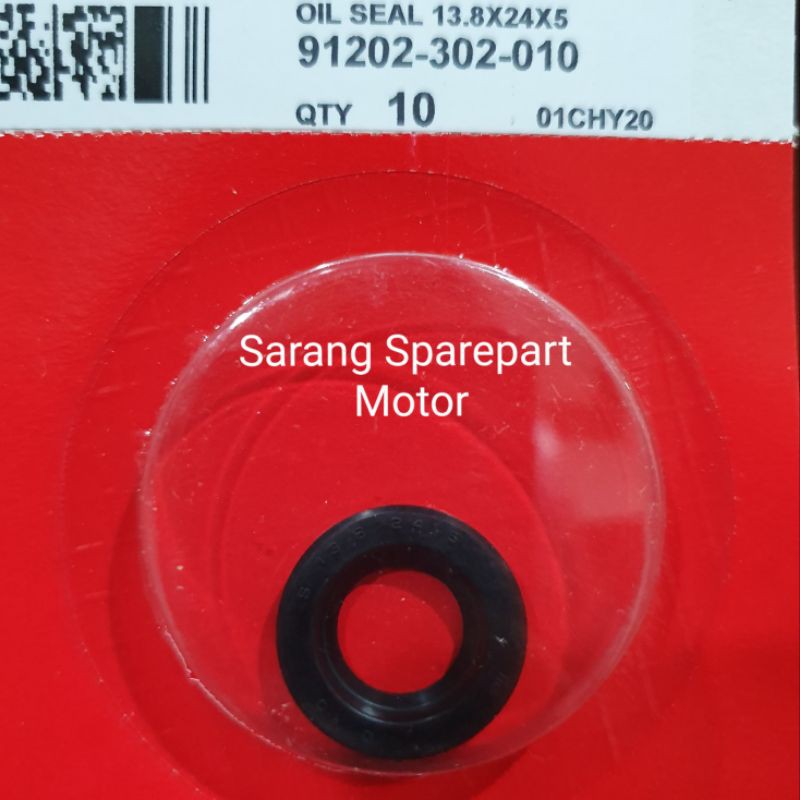 OIL SEAL 13.8X24X5
91202-302-010
QTY 10 01CHY20
Sarang Sparepart
Motor